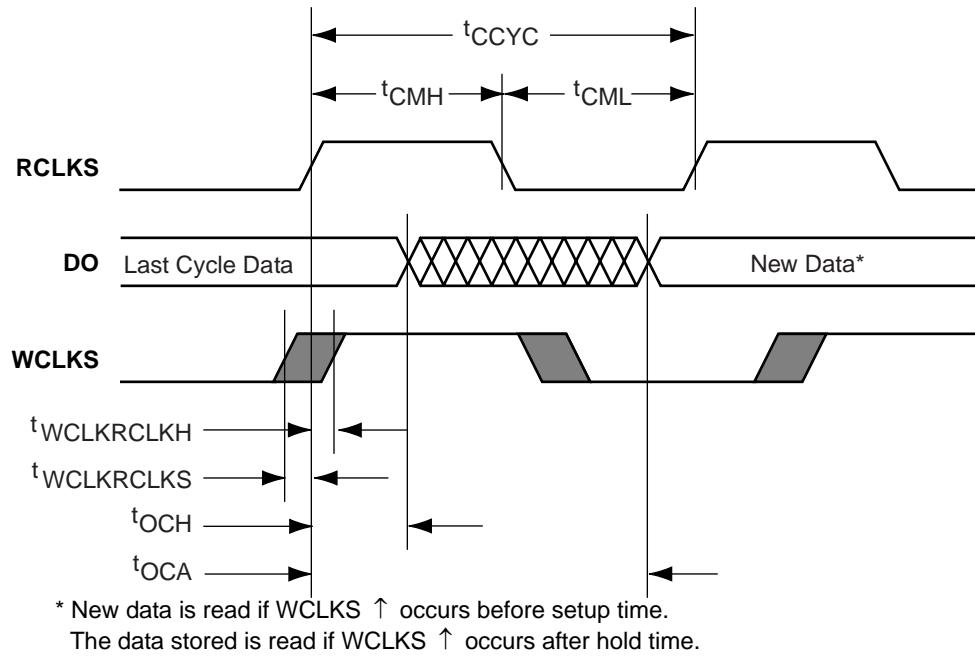 tCCYC
tCMH tCML
RCLKS
DO Last Cycle Data New Data*
WCLKS
tWCLKRCLKH
tWCLKRCLKS
tOCH
tOCA
* New data is read if WCLKS ↑ occurs before setup time.
The data stored is read if WCLKS ↑ occurs after hold time.